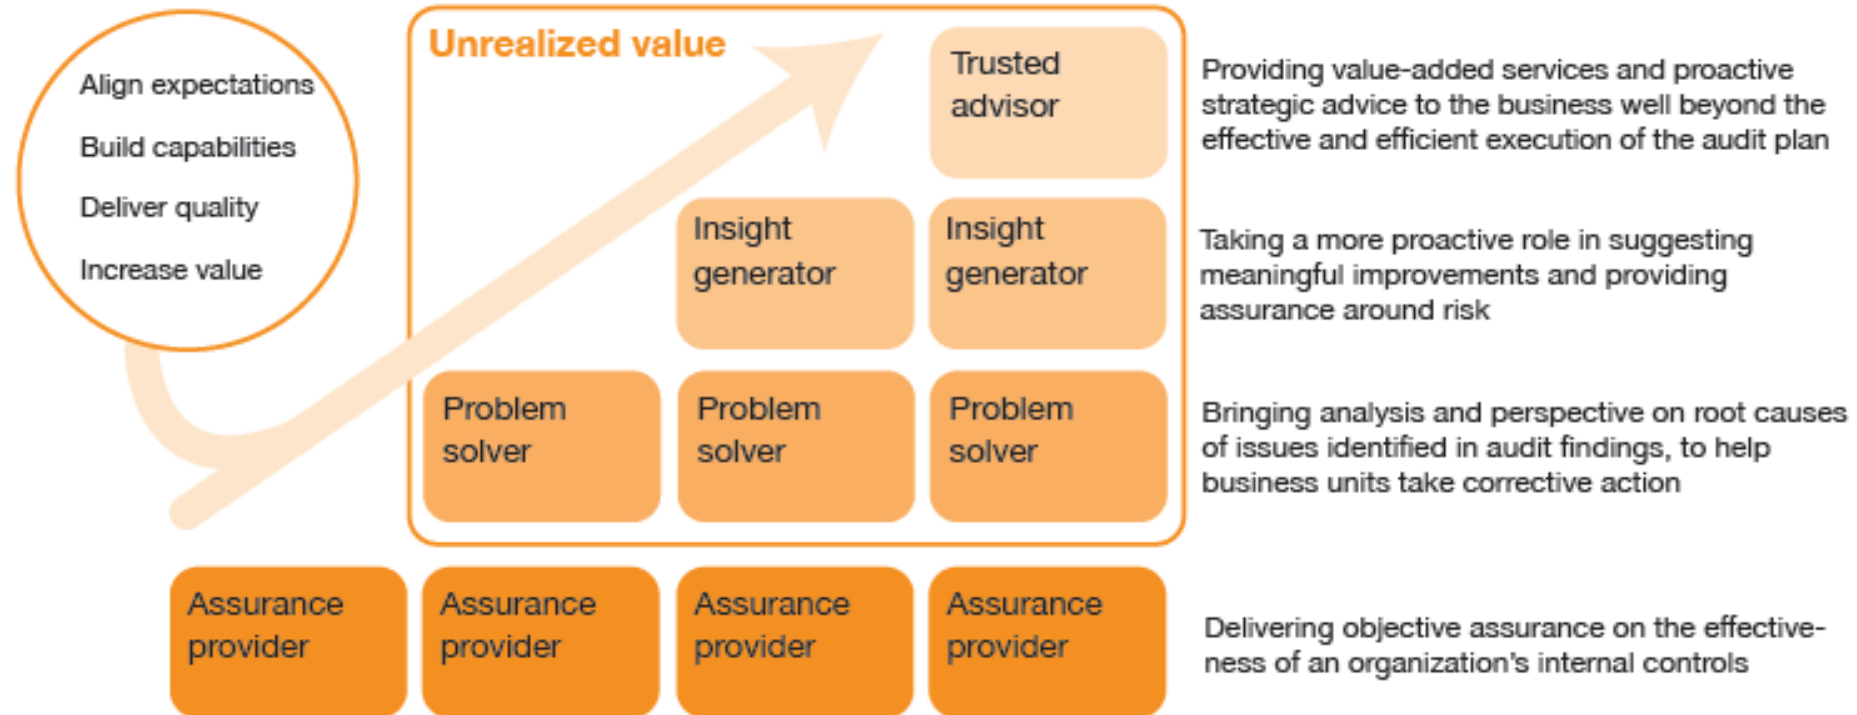 Align expectations
Build capabilities
Deliver quality
Increase value
Unrealized value
Trusted
advisor
Providing value-added services and proactive
strategic advice to the business well beyond the
effective and efficient execution of the audit plan
Insight
generator
Insight
generator
Taking a more proactive role in suggesting
meaningful improvements and providing
assurance around risk
Problem
solver
Problem
solver
Problem
solver
Bringing analysis and perspective on root causes
of issues identified in audit findings, to help
business units take corrective action
Assurance
provider
Assurance
provider
Assurance
provider
Assurance
provider
Delivering objective assurance on the effective-
ness of an organization's internal controls